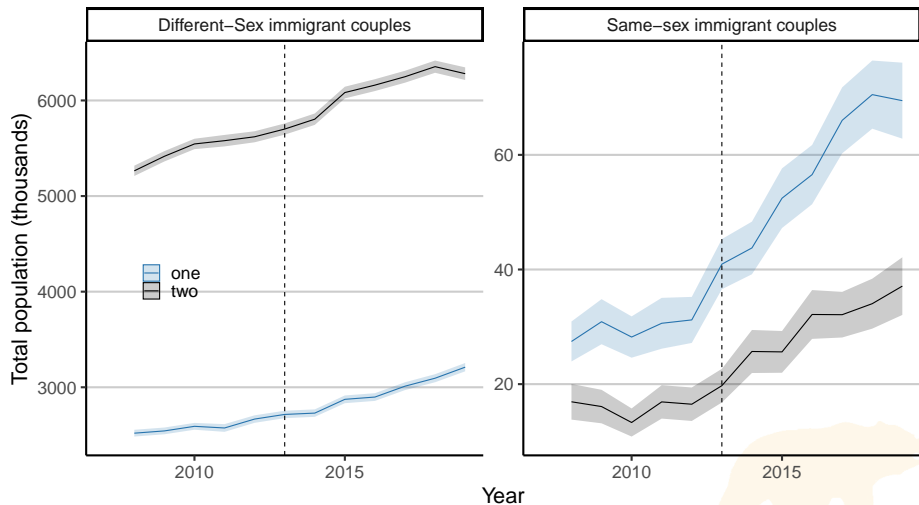 Different−Sex immigrant couples
Same−sex immigrant couples
Total population (thousands)
6000
5000
4000
3000
one
two
60
40
20
2010
2015
2010
2015
Year